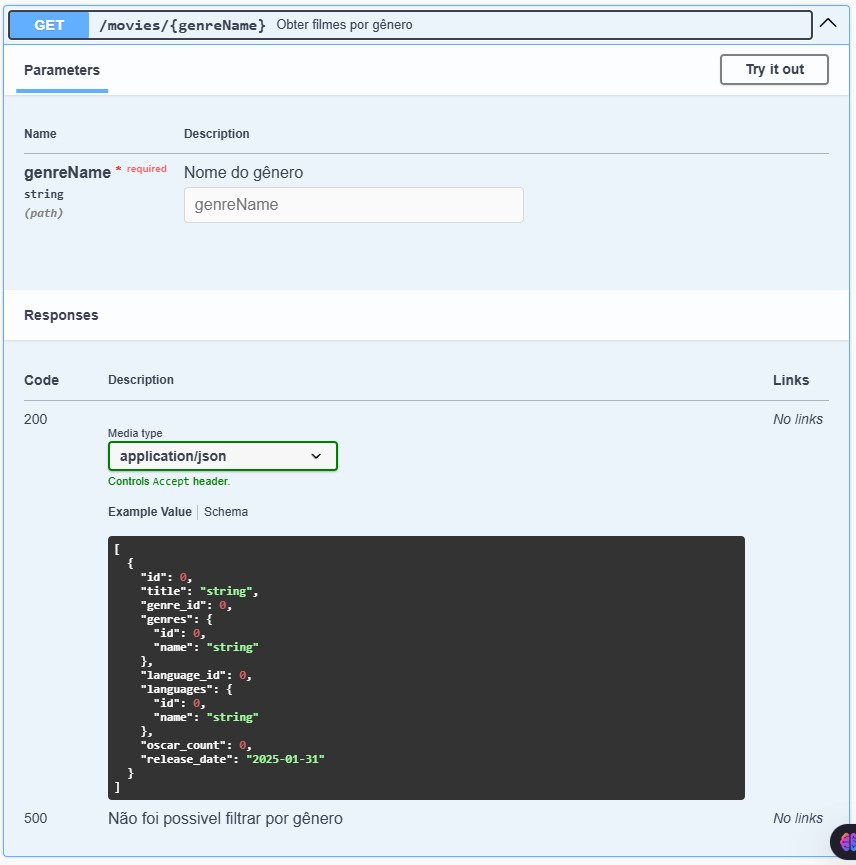 GET /movies/{genreName} Obter filmes por gênero
Parameters
Try it out
Name Description
genreName * required Nome do gênero
string
(path)
genreName
Responses
Code Description Links
200 No links
Media type
application/json
Controls Accept header.
Example Value Schema
[
{
"id": 0,
"title": "string",
"genre_id": 0,
"genres": {
"id": 0,
"name": "string"
},
"language_id": 0,
"languages": {
"id": 0,
"name": "string"
},
"oscar_count": 0,
"release_date": "2025-01-31"
}
]
500 Não foi possivel filtrar por gênero No links